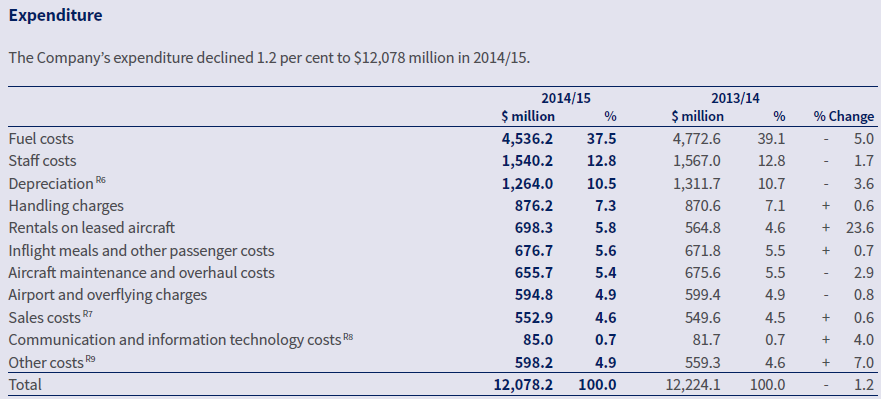 Expenditure
The Company's expenditure declined 1.2 per cent to $12,078 million in 2014/15.
2014/15 2013/14
$ million % $ million % % Change
Fuel costs 4,536.2 37.5 4,772.6 39.1 - 5.0
Staff costs 1,540.2 12.8 1,567.0 12.8 - 1.7
Depreciation R6 1,264.0 10.5 1,311.7 10.7 - 3.6
Handling charges 876.2 7.3 870.6 7.1 + 0.6
Rentals on leased aircraft 698.3 5.8 564.8 4.6 + 23.6
Inflight meals and other passenger costs 676.7 5.6 671.8 5.5 + 0.7
Aircraft maintenance and overhaul costs 655.7 5.4 675.6 5.5 - 2.9
Airport and overflying charges 594.8 4.9 599.4 4.9 - 0.8
Sales costs R7 552.9 4.6 549.6 4.5 + 0.6
Communication and information technology costs R8 85.0 0.7 81.7 0.7 + 4.0
Other costs R9 598.2 4.9 559.3 4.6 + 7.0
Total 12,078.2 100.0 12,224.1 100.0 - 1.2